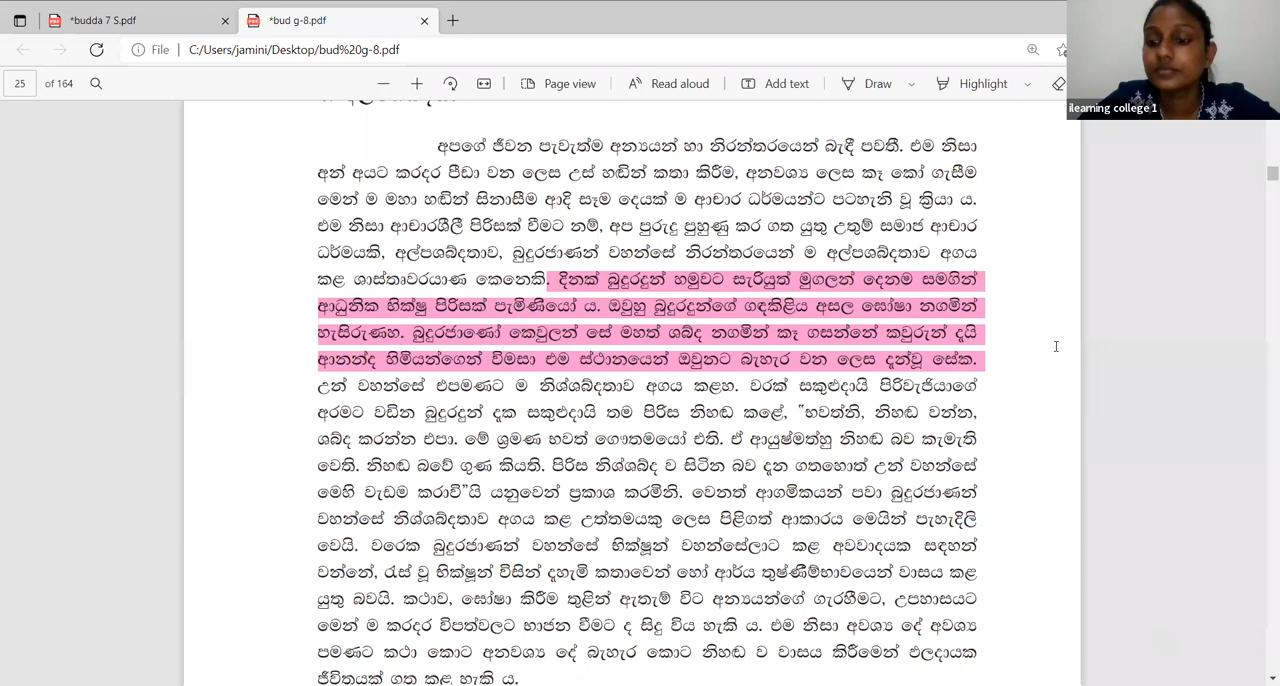 *budda 7 S.pdf
*bud g-8.pdf
File
C:/Users/jamini/Desktop/bud%20g-8.pdf
25
of 164
Page view
Read aloud
Add text
Draw
Highlight
ilearning college 1
අපගේ ජීවන පැවැත්ම අන්‍යයන් හා නිරන්තරයෙන් බැඳී පවතී. එම නිසා
අන් අයට කරදර පීඩා වන ලෙස උස් හඬින් කතා කිරීම, අනවශ්‍ය ලෙස කෑ කෝ ගැසීම
මෙන් ම මහා හඬින් සිනාසීම ආදි සෑම දෙයක් ම ආචාර ධර්මයන්ට පටහැනි වූ ක්‍රියා ය.
එම නිසා ආචාරශීලී පිරිසක් වීමට නම්, අප පුරුදු පුහුණු කර ගත යුතු උතුම් සමාජ ආචාර
ධර්මයකි, අල්පශබ්දතාව, බුදුරජාණන් වහන්සේ නිරන්තරයෙන් ම අල්පශබ්දතාව අගය
කළ ශාස්තෘවරයාණ කෙනෙකි. දිනක් බුදුරදුන් හමුවට සැරියුත් මුගලන් දෙනම සමගින්
ආධුනික භික්ෂු පිරිසක් පැමිණියෝ ය. ඔවුහු බුදුරදුන්ගේ ගඳකිළිය අසල ඝෝෂා නගමින්
හැසිරුණහ. බුදුරජාණෝ කෙවුලන් සේ මහත් ශබ්ද නගමින් කෑ ගසන්නේ කවුරුන් දැයි
ආනන්ද හිමියන්ගෙන් විමසා එම ස්ථානයෙන් ඔවුනට බැහැර වන ලෙස දැන්වූ සේක.
උන් වහන්සේ එපමණට ම නිශ්ශබ්දතාව අගය කළහ. වරක් සකුළුදායි පිරිවැජියාගේ
අරමට වඩින බුදුරදුන් දැක සකුළුදායි තම පිරිස නිහඬ කළේ, “භවත්නි, නිහඬ වන්න,
ශබ්ද කරන්න එපා. මේ ශ්‍රමණ භවත් ගෞතමයෝ එති. ඒ ආයුෂ්මත්හු නිහඬ බව කැමැති
වෙති. නිහඬ බවේ ගුණ කියති. පිරිස නිශ්ශබ්ද ව සිටින බව දැන ගතහොත් උන් වහන්සේ
මෙහි වැඩම කරාවි”යි යනුවෙන් ප්‍රකාශ කරමිනි. වෙනත් ආගමිකයන් පවා බුදුරජාණන්
වහන්සේ නිශ්ශබ්දතාව අගය කළ උත්තමයකු ලෙස පිළිගත් ආකාරය මෙයින් පැහැදිලි
වෙයි. වරෙක බුදුරජාණන් වහන්සේ භික්ෂූන් වහන්සේලාට කළ අවවාදයක සඳහන්
වන්නේ, රැස් වූ භික්ෂූන් විසින් දැහැමි කතාවෙන් හෝ ආර්ය තුෂ්ණීම්භාවයෙන් වාසය කළ
යුතු බවයි. කථාව, ඝෝෂා කිරීම තුළින් ඇතැම් විට අන්‍යයන්ගේ ගැරහීමට, උපහාසයට
මෙන් ම කරදර විපත්වලට භාජන වීමට ද සිදු විය හැකි ය. එම නිසා අවශ්‍ය දේ අවශ්‍ය
පමණට කථා කොට අනවශ්‍ය දේ බැහැර කොට නිහඬ ව වාසය කිරීමෙන් ඵලදායක
ජීවිතයක් ගත කළ හැකි ය.